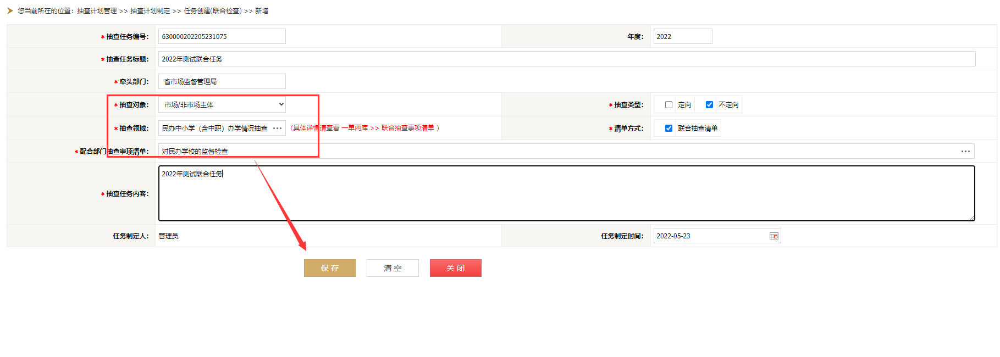 您当前所在的位置：抽查计划管理 >> 抽查计划制定 >> 任务创建(联合检查) >> 新增
* 抽查任务编号： 630000202205231075 年度： 2022
* 抽查任务标题： 2022年测试联合任务
* 牵头部门： 省市场监督管理局
* 抽查对象： 市场/非市场主体 * 抽查类型： 定向 不定向
* 抽查领域： 民办中小学（含中职）办学情况抽查 ••• （具体详情请查看 一单两库 >> 联合抽查事项清单 ） * 清单方式： 联合抽查清单
* 配合部门抽查事项清单： 对民办学校的监督检查 •••
* 抽查任务内容： 2022年测试联合任务
任务制定人： 管理员 任务制定时间： 2022-05-23
保 存 清 空 关 闭